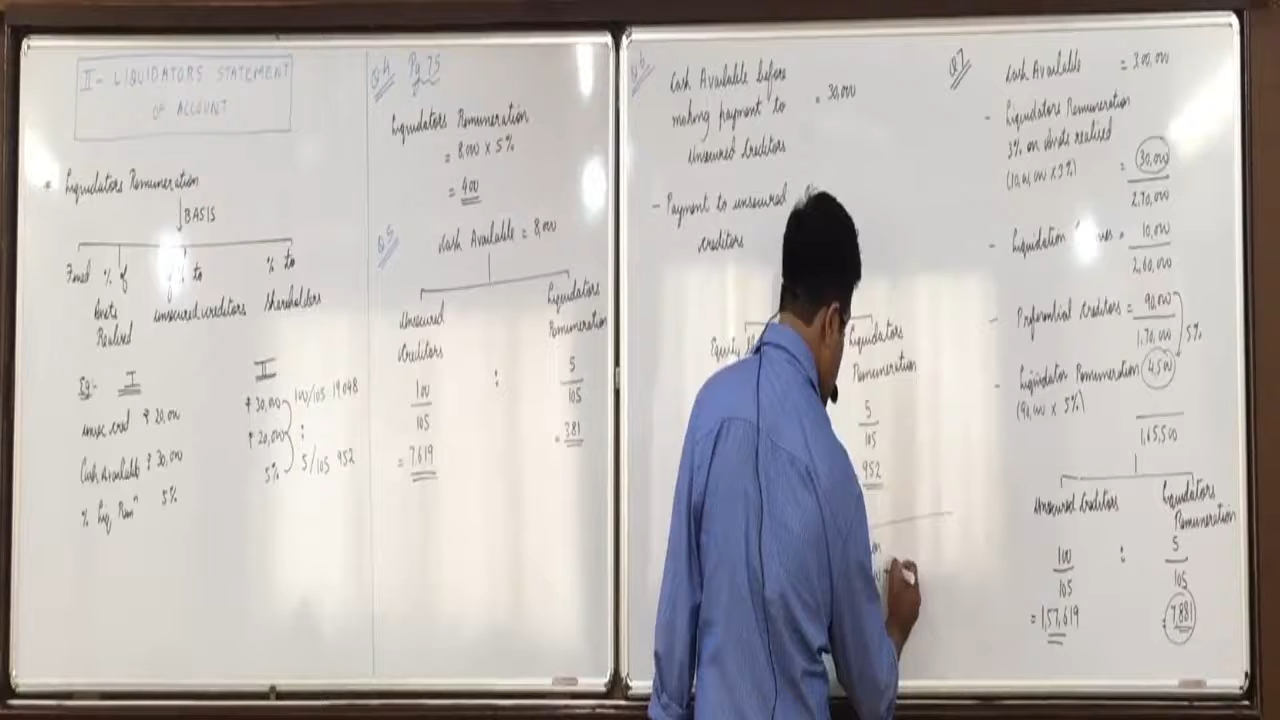 II - LIQUIDATORS STATEMENT
OF ACCOUNT
* Liquidators Remuneration
BASIS
Fixed
% of
Assets
Realised
% to
unsecured creditors
% to
Shareholders
Eg:- I
II
unsec cred ₹ 20,000
Cash Available ₹ 30,000
% Liq Remn 5%
₹ 30,000
₹ 20,000
5%
100/105 19048
:
5/105 952
Q4 Pg 75
Liquidators Remuneration
= 8,000 x 5%
= 400
Q5
Cash Available = 8,000
Unsecured
Creditors
100
105
= 7619
:
Liquidators
Remuneration
5
105
= 381
Q6
Cash Available before
making payment to
unsecured Creditors
= 30,000
- Payment to unsecured
creditors
Equity
Liquidators
Remuneration
5
105
952
Q7
Cash Available = 3,00,000
- Liquidators Remuneration
3% on assets realised
(10,00,000 x 3%)
= 30,000
2,70,000
- Liquidation
= 10,000
2,60,000
- Preferential Creditors = 90,000
1,70,000
5%
- Liquidator Remuneration 4,500
(90,000 x 5%)
1,65,500
Unsecured Creditors
100
105
= 1,57,619
:
Liquidators
Remuneration
5
105
= 7,881